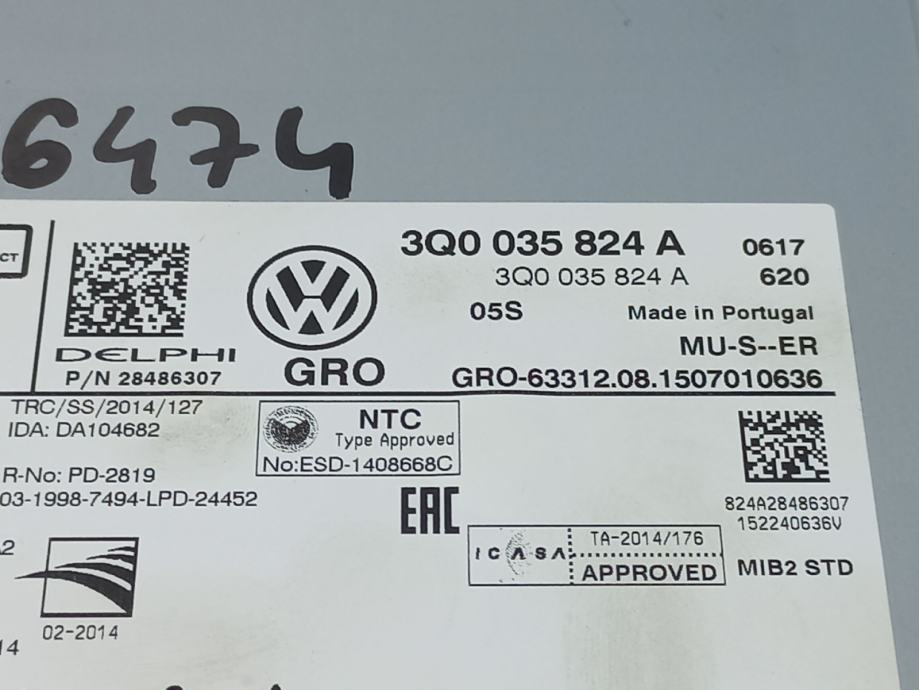 6474
CT
DELPHI
P/N 28486307
GRO
3Q0 035 824 A 0617
3Q0 035 824 A 620
05S Made in Portugal
MU-S--ER
GRO-63312.08.1507010636
TRC/SS/2014/127
IDA: DA104682
R-No: PD-2819
03-1998-7494-LPD-24452
NTC
Type Approved
No:ESD-1408668C
EAC
ICASA TA-2014/176
APPROVED
824A28486307
152240636V
MIB2 STD
A2
02-2014
14